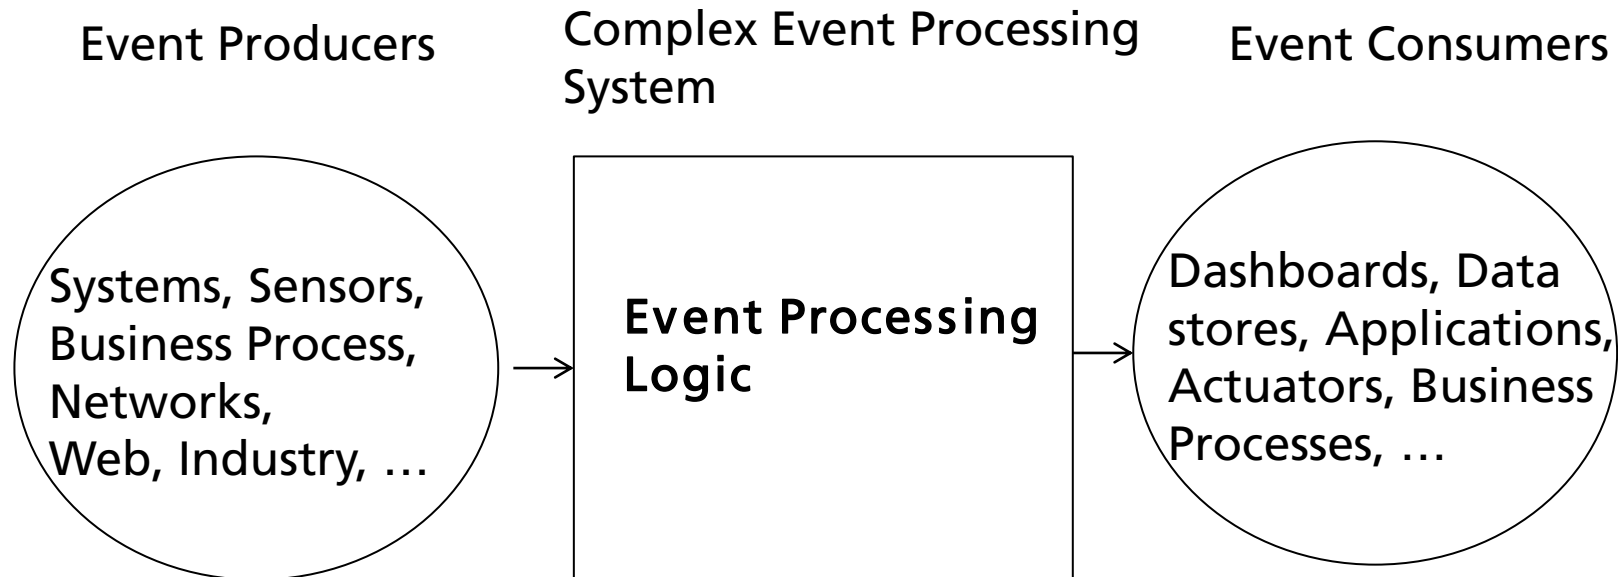 Event Producers
Complex Event Processing
System
Event Consumers
Systems, Sensors,
Business Process,
Networks,
Web, Industry, …
Event Processing
Logic
Dashboards, Data
stores, Applications,
Actuators, Business
Processes, …